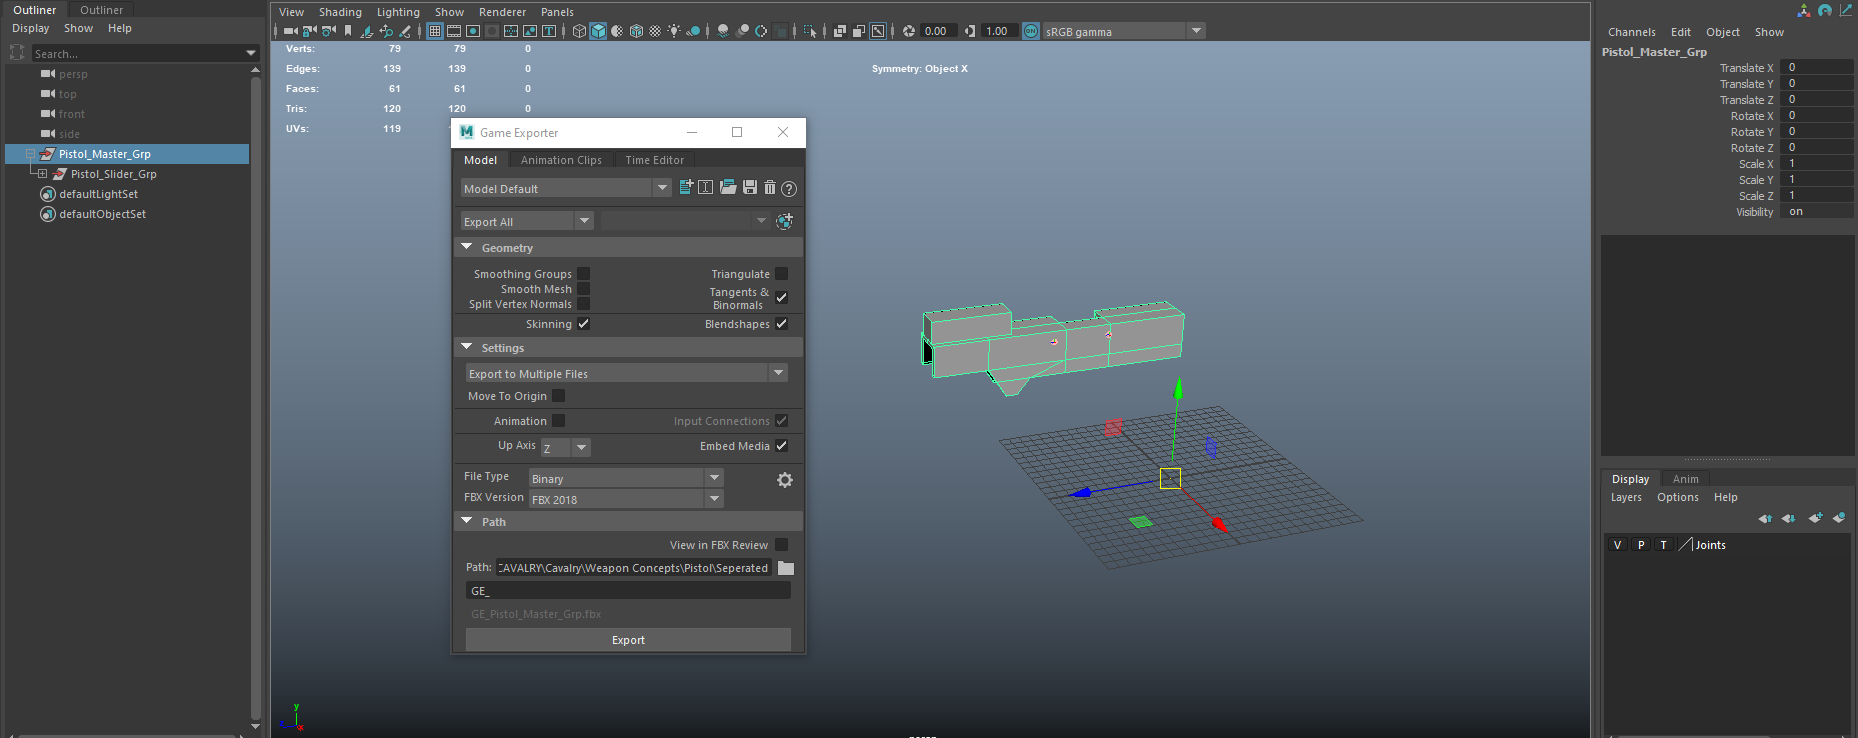 Outliner
Outliner
Display Show Help
Search...
persp
top
front
side
Pistol_Master_Grp
Pistol_Slider_Grp
defaultLightSet
defaultObjectSet
View Shading Lighting Show Renderer Panels
0.00
1.00
ON
sRGB gamma
Verts: 79 79 0
Edges: 139 139 0
Faces: 61 61 0
Tris: 120 120 0
UVs: 119
Symmetry: Object X
M Game Exporter
Model Animation Clips Time Editor
Model Default
Export All
Geometry
Smoothing Groups
Triangulate
Smooth Mesh
Tangents &
Binormals
Split Vertex Normals
Skinning
Blendshapes
Settings
Export to Multiple Files
Move To Origin
Animation
Input Connections
Up Axis Z
Embed Media
File Type Binary
FBX Version FBX 2018
Path
View in FBX Review
Path: CAVALRY\Cavalry\Weapon Concepts\Pistol\Seperated
GE_
GE_Pistol_Master_Grp.fbx
Export
y
persp
Channels Edit Object Show
Pistol_Master_Grp
Translate X 0
Translate Y 0
Translate Z 0
Rotate X 0
Rotate Y 0
Rotate Z 0
Scale X 1
Scale Y 1
Scale Z 1
Visibility on
Display Anim
Layers Options Help
V P T Joints